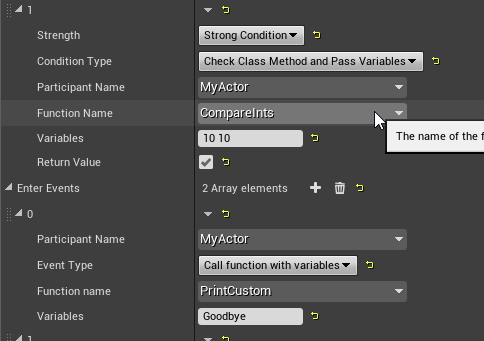 1
Strength Strong Condition
Condition Type Check Class Method and Pass Variables
Participant Name MyActor
Function Name CompareInts
The name of the f
Variables 10 10
Return Value
Enter Events 2 Array elements
0
Participant Name MyActor
Event Type Call function with variables
Function name PrintCustom
Variables Goodbye
1